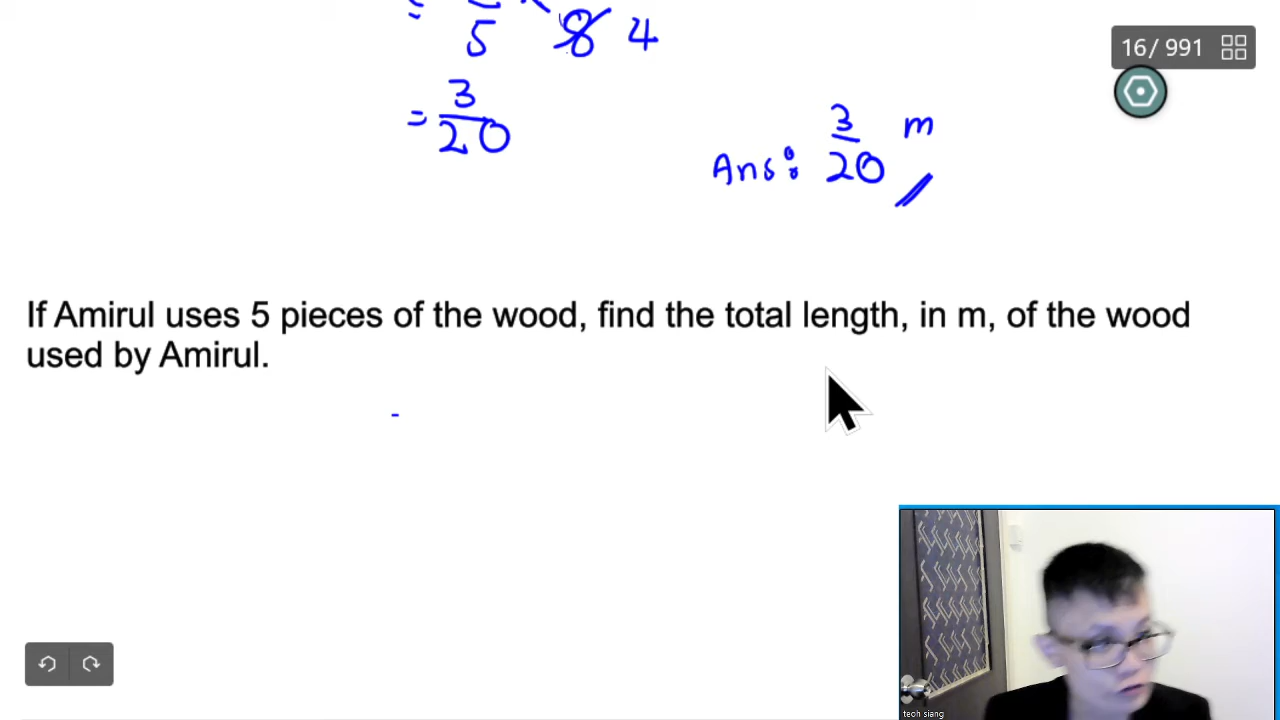 =
5 8 4
= 3/20
16 / 991
Ans: 3/20 m
If Amirul uses 5 pieces of the wood, find the total length, in m, of the wood
used by Amirul.
teoh siang